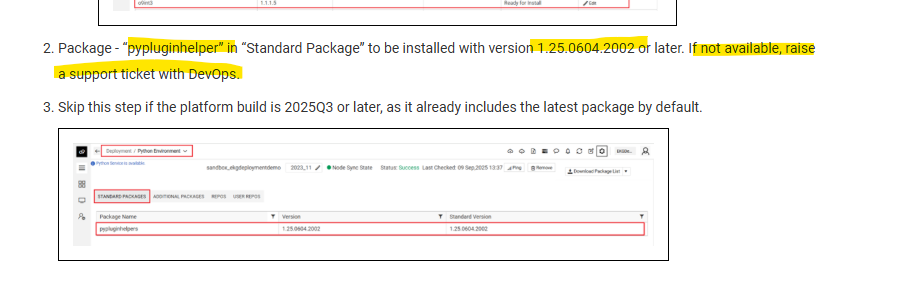 o9int3 1.1.1.5 Ready for Install Edit
2. Package - "pypluginhelper" in "Standard Package" to be installed with version 1.25.0604.2002 or later. If not available, raise
a support ticket with DevOps.
3. Skip this step if the platform build is 2025Q3 or later, as it already includes the latest package by default.
Deployment / Python Environment
Python Service is available.
sandbox_ekgdeploymentdemo 2023_11 Node Sync State Status: Success Last Checked: 09 Sep,2025 13:37 Ping Remove
Download Package List
STANDARD PACKAGES ADDITIONAL PACKAGES REPOS USER REPOS
Package Name Version Standard Version
pypluginhelpers 1.25.0604.2002 1.25.0604.2002